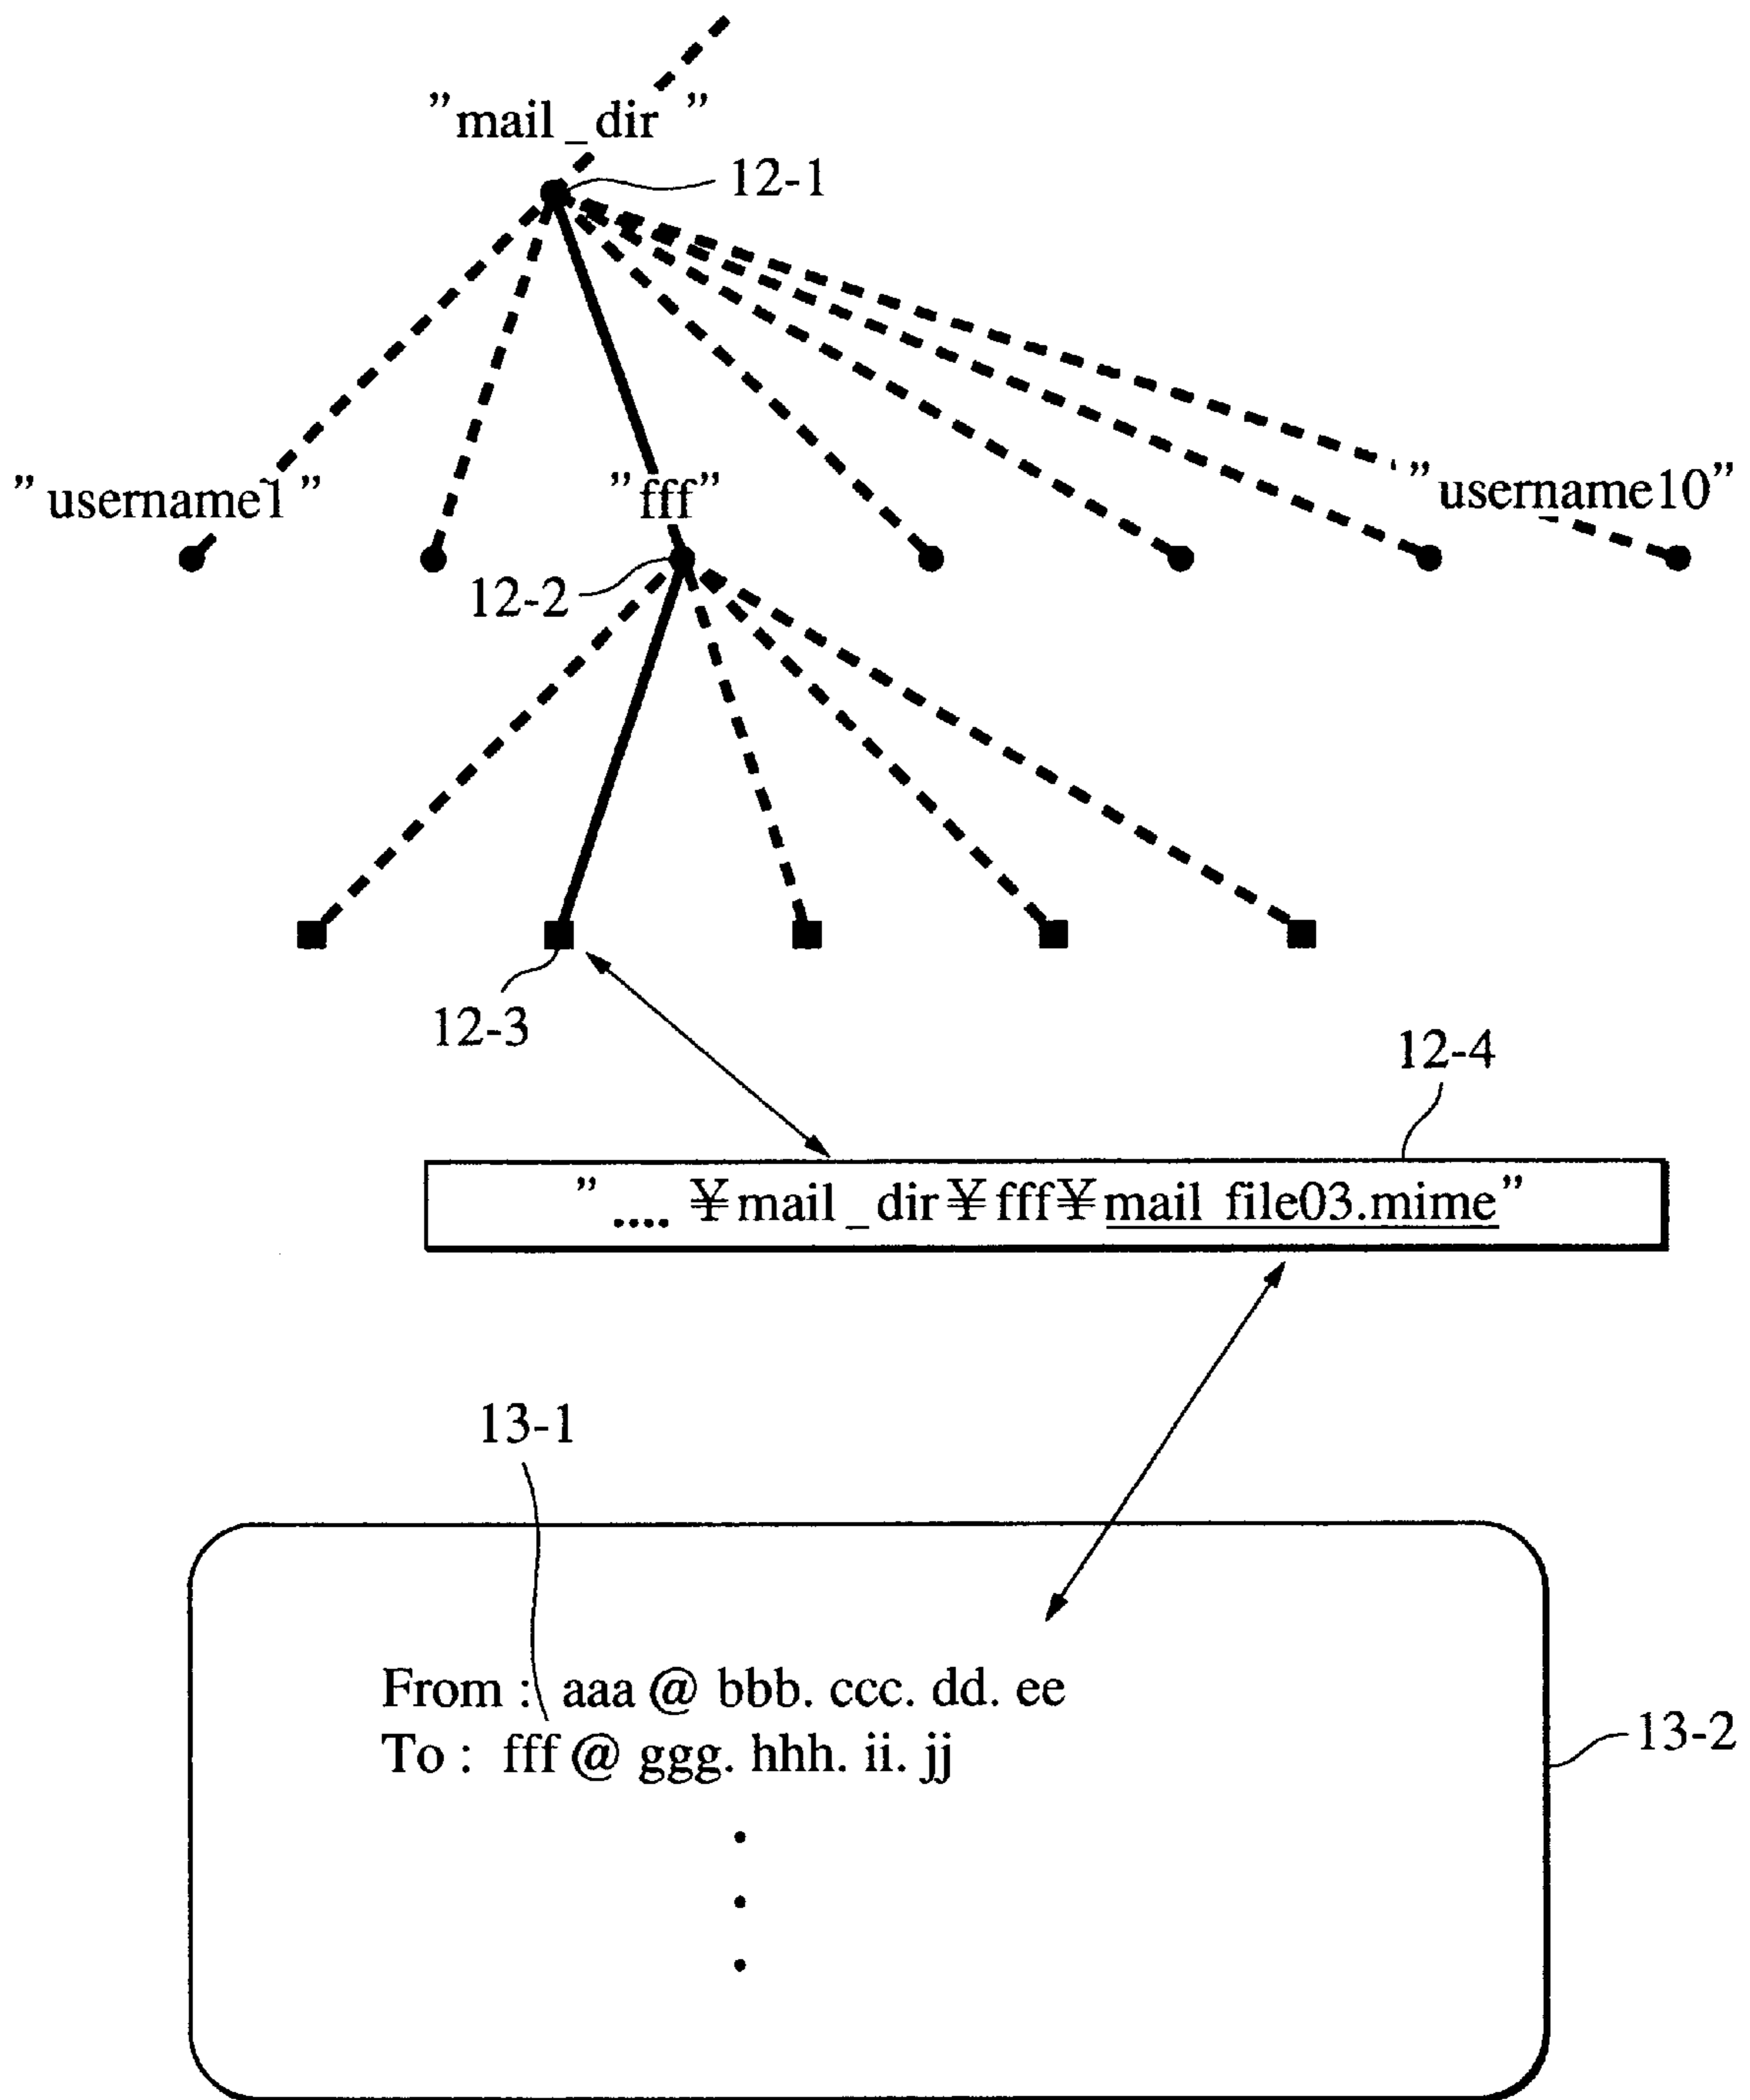 ”mail_dir ”
12-1
”username1 ”
”fff”
”username10”
12-2
12-3
12-4
”.... ¥mail_dir¥fff¥mail_file03.mime”
13-1
From : aaa @ bbb. ccc. dd. ee
To : fff @ ggg. hhh. ii. jj
13-2